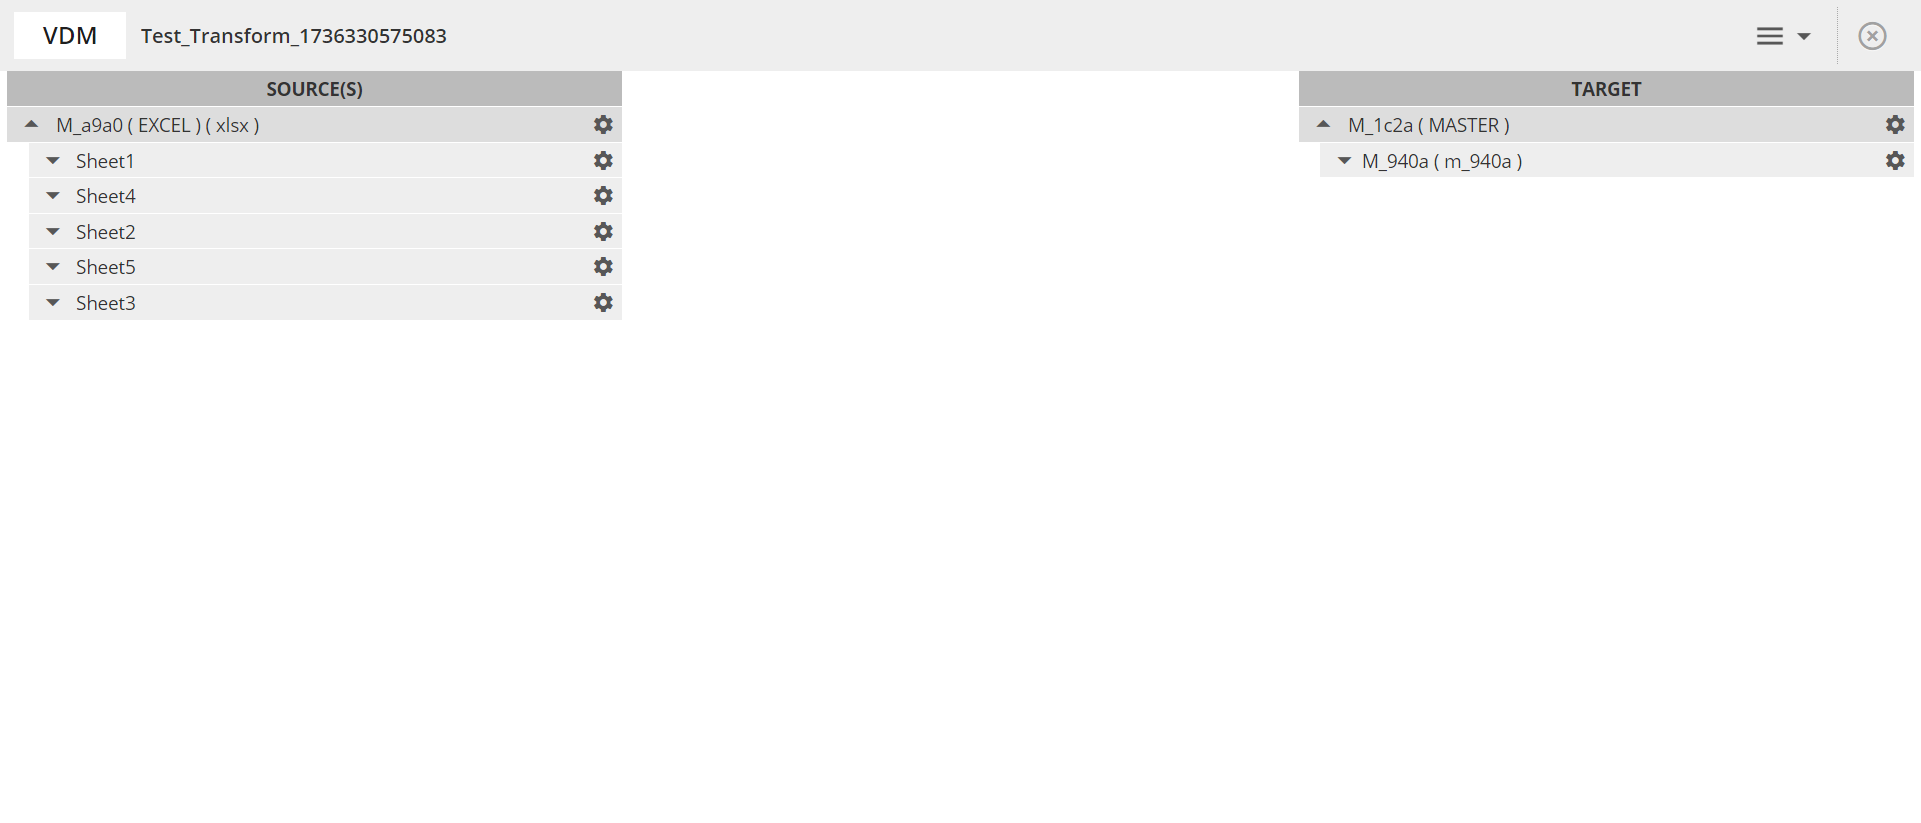 VDM Test_Transform_1736330575083
SOURCE(S)
M_a9a0 ( EXCEL ) ( xlsx )
Sheet1
Sheet4
Sheet2
Sheet5
Sheet3
TARGET
M_1c2a ( MASTER )
M_940a ( m_940a )